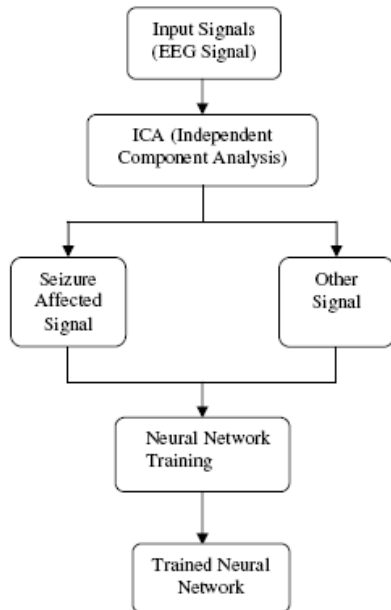 Input Signals
(EEG Signal)
ICA (Independent
Component Analysis)
Seizure
Affected
Signal
Other
Signal
Neural Network
Training
Trained Neural
Network